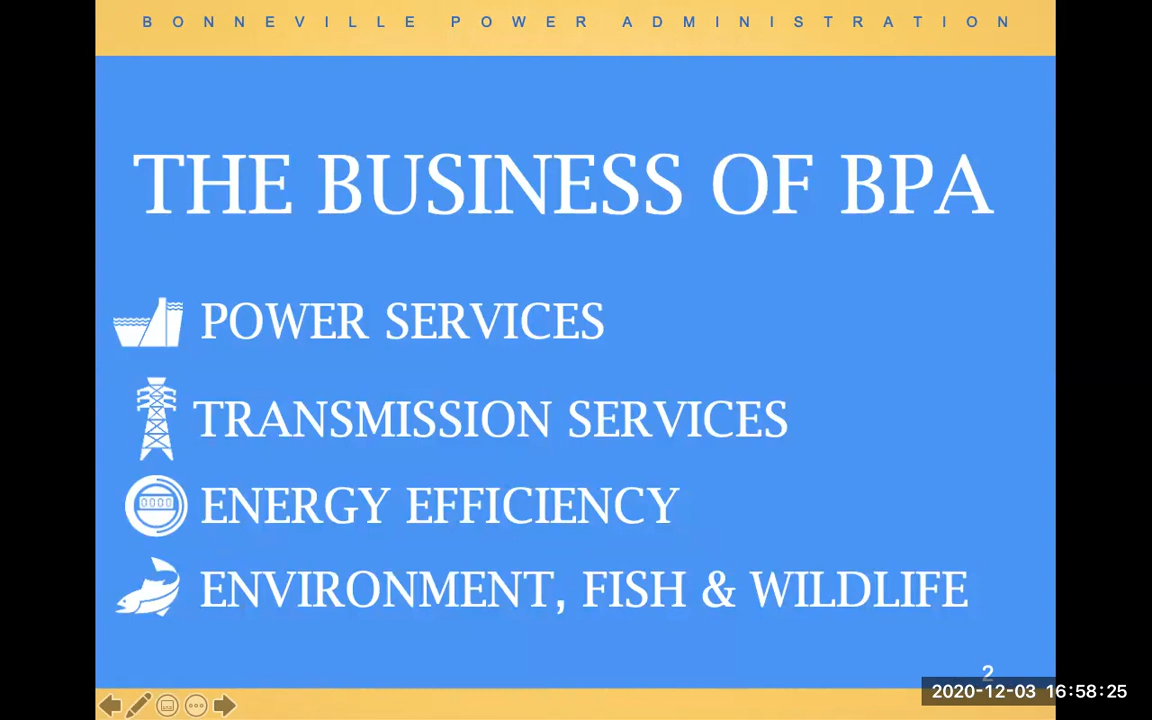 BONNEVILLE POWER ADMINISTRATION
THE BUSINESS OF BPA
POWER SERVICES
TRANSMISSION SERVICES
0000
ENERGY EFFICIENCY
ENVIRONMENT, FISH & WILDLIFE
2
2020-12-03 16:58:25